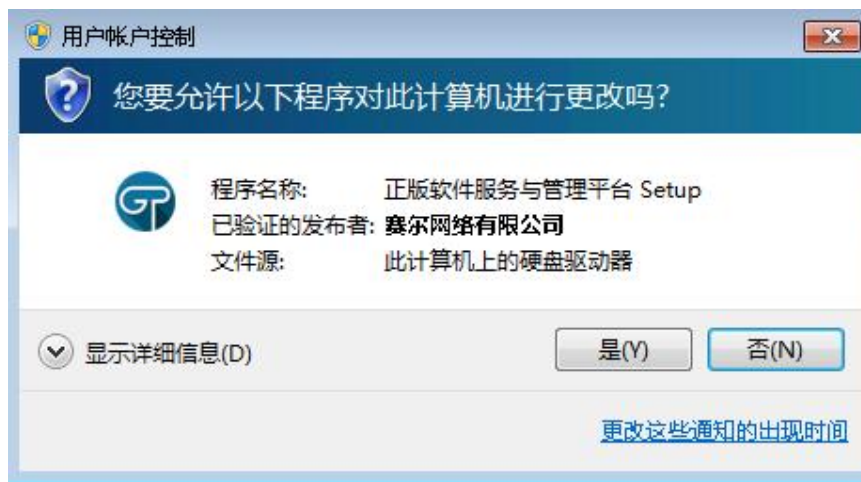 用户帐户控制
您要允许以下程序对此计算机进行更改吗?
程序名称: 正版软件服务与管理平台 Setup
已验证的发布者: 赛尔网络有限公司
文件源: 此计算机上的硬盘驱动器
显示详细信息(D) 是(Y) 否(N)
更改这些通知的出现时间